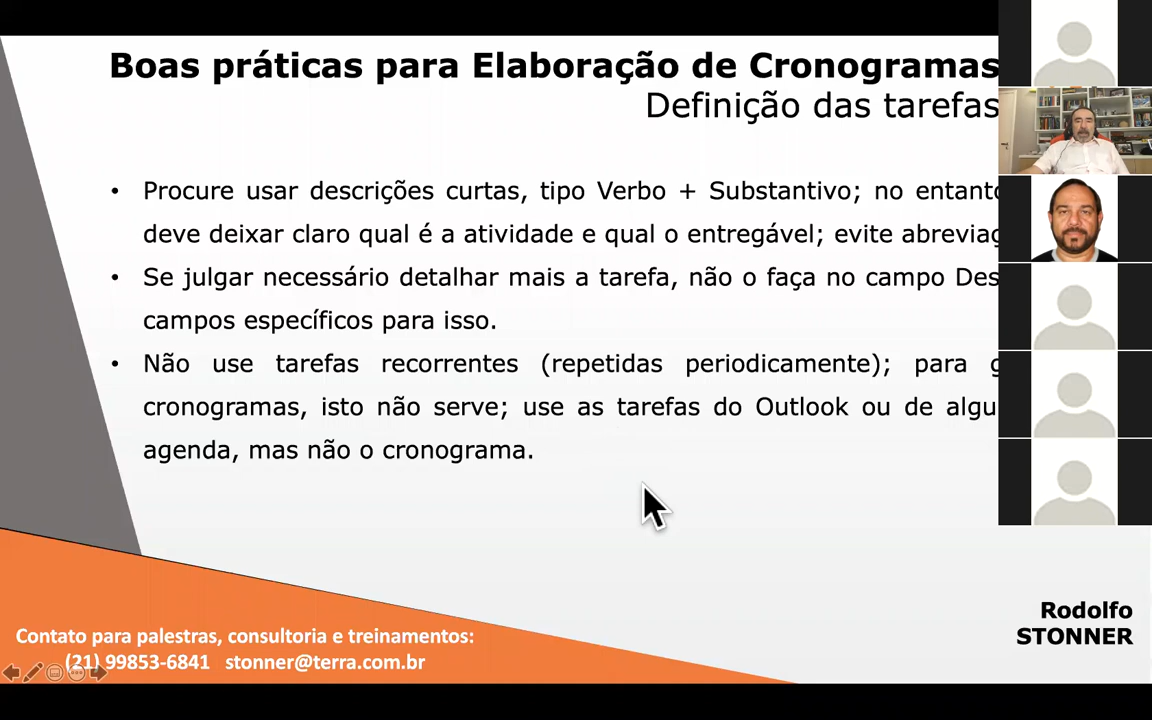 Boas práticas para Elaboração de Cronogramas
Definição das tarefas
• Procure usar descrições curtas, tipo Verbo + Substantivo; no
deve deixar claro qual é a atividade e qual o entregável; evite
• Se julgar necessário detalhar mais a tarefa, não o faça no campo
campos específicos para isso.
• Não use tarefas recorrentes (repetidas periodicamente); para
cronogramas, isto não serve; use as tarefas do Outlook ou de
agenda, mas não o cronograma.
Rodolfo
STONNER
Contato para palestras, consultoria e treinamentos:
(21) 99853-6841 stonner@terra.com.br